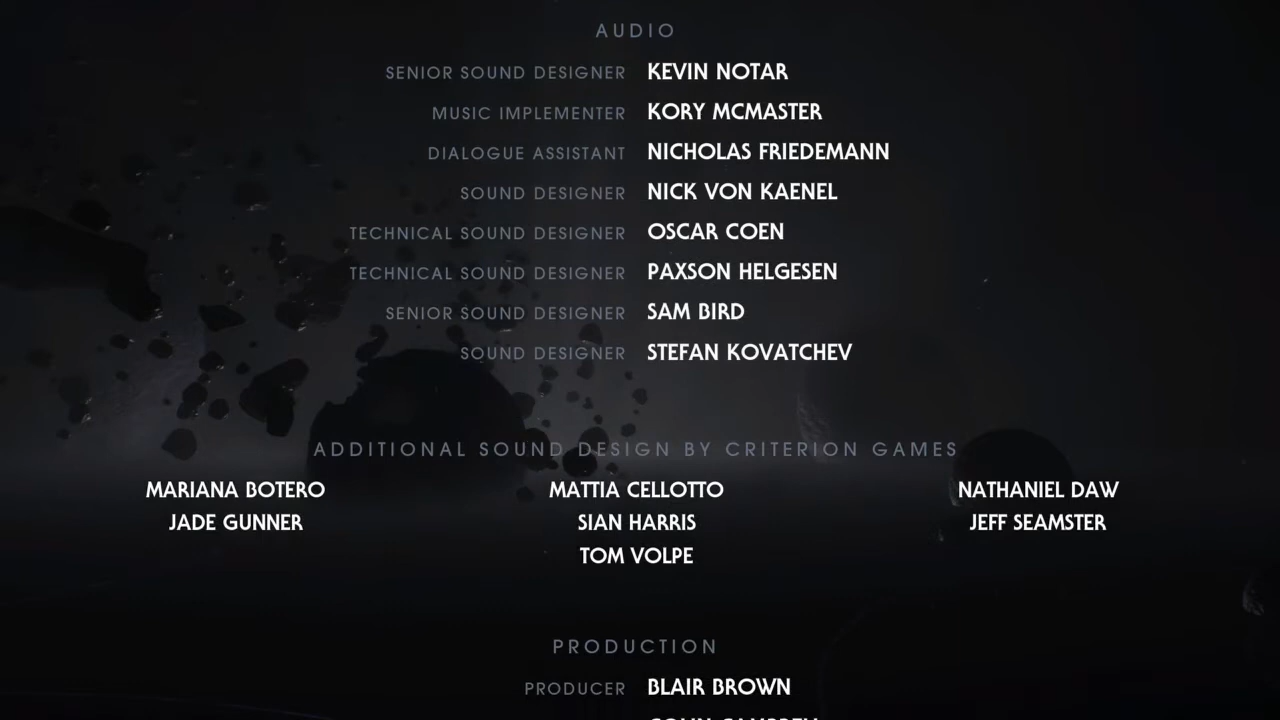 AUDIO
SENIOR SOUND DESIGNER KEVIN NOTAR
MUSIC IMPLEMENTER KORY MCMASTER
DIALOGUE ASSISTANT NICHOLAS FRIEDEMANN
SOUND DESIGNER NICK VON KAENEL
TECHNICAL SOUND DESIGNER OSCAR COEN
TECHNICAL SOUND DESIGNER PAXSON HELGESEN
SENIOR SOUND DESIGNER SAM BIRD
SOUND DESIGNER STEFAN KOVATCHEV
ADDITIONAL SOUND DESIGN BY CRITERION GAMES
MARIANA BOTERO MATTIA CELLOTTO NATHANIEL DAW
JADE GUNNER SIAN HARRIS JEFF SEAMSTER
TOM VOLPE
PRODUCTION
PRODUCER BLAIR BROWN